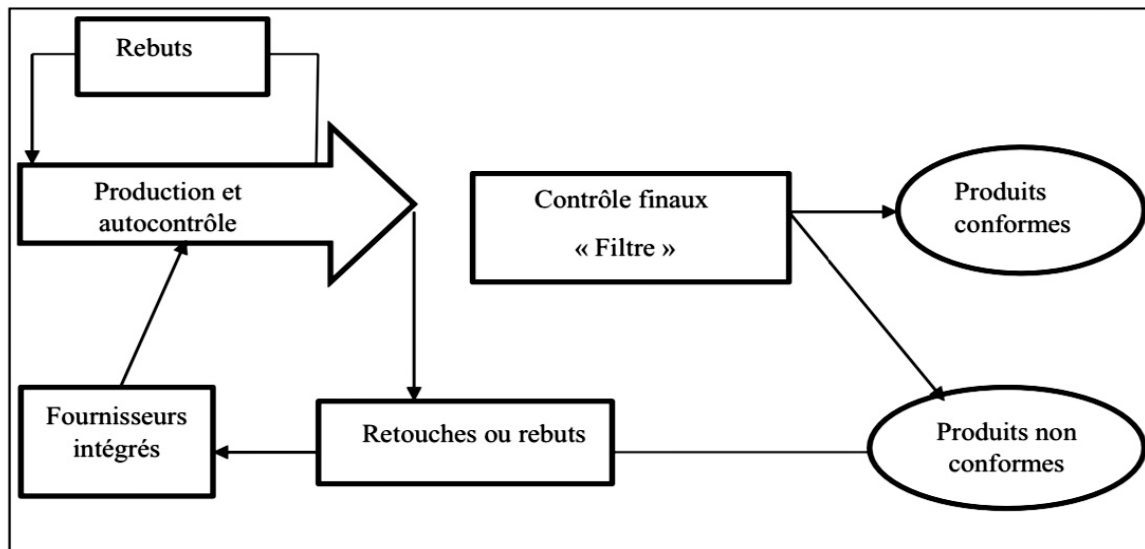 Rebuts
Production et
autocontrôle
Contrôle finaux
« Filtre »
Produits
conformes
Fournisseurs
intégrés
Retouches ou rebuts
Produits non
conformes